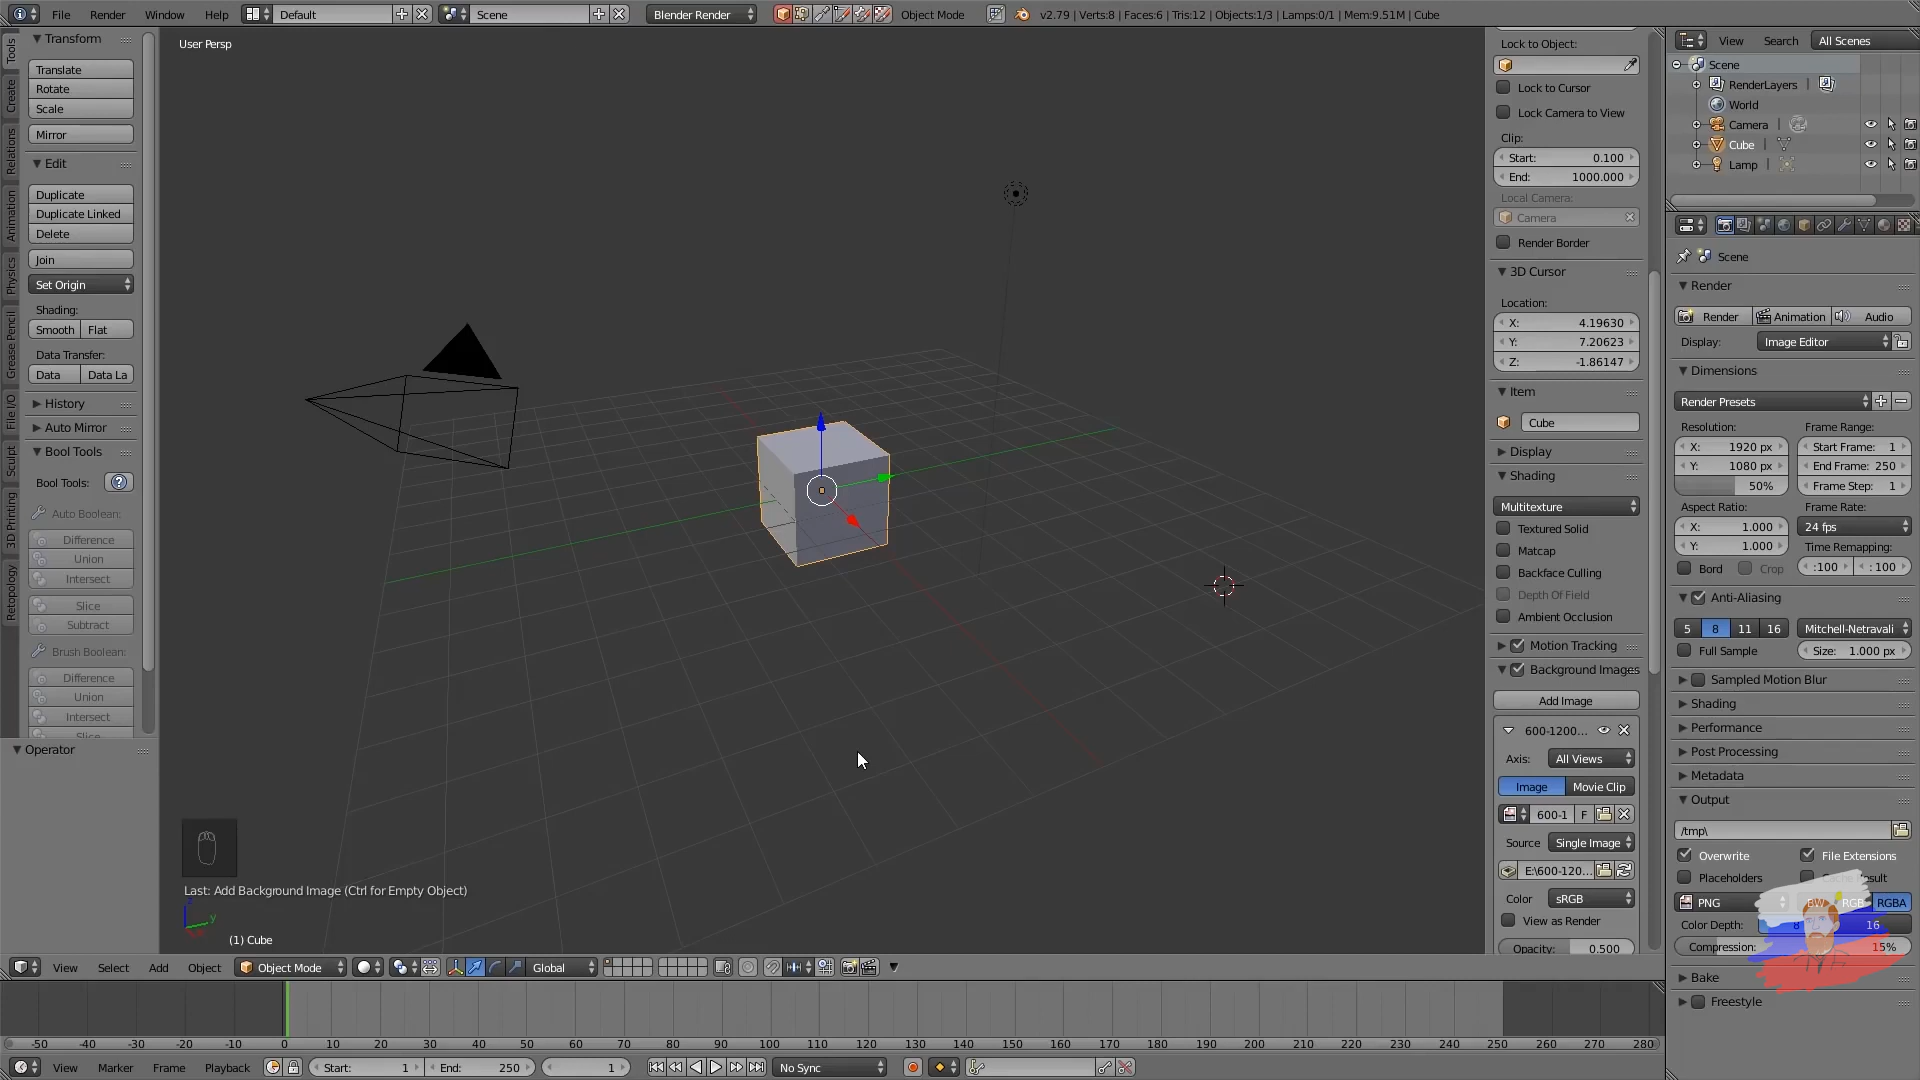 File Render Window Help Default Scene Blender Render Object Mode v2.79 | Verts:8 | Faces:6 | Tris:12 | Objects:1/3 | Lamps:0/1 | Mem:9.51M | Cube
Tools
Create
Relations
Animation
Physics
Grease Pencil
File I/O
Sculpt
3D Printing
Retopology
Transform
Translate
Rotate
Scale
Mirror
Edit
Duplicate
Duplicate Linked
Delete
Join
Set Origin
Shading:
Smooth Flat
Data Transfer:
Data Data La
History
Auto Mirror
Bool Tools
Bool Tools:
Auto Boolean:
Difference
Union
Intersect
Slice
Subtract
Brush Boolean:
Difference
Union
Intersect
Slice
Operator
User Persp
Last: Add Background Image (Ctrl for Empty Object)
z
y
(1) Cube
Lock to Object:
Lock to Cursor
Lock Camera to View
Clip:
Start: 0.100
End: 1000.000
Local Camera:
Camera
Render Border
3D Cursor
Location:
X: 4.19630
Y: 7.20623
Z: -1.86147
Item
Cube
Display
Shading
Multitexture
Textured Solid
Matcap
Backface Culling
Depth Of Field
Ambient Occlusion
Motion Tracking
Background Images
Add Image
600-1200...
Axis: All Views
Image Movie Clip
600-1 F
Source Single Image
E:\600-120...
Color sRGB
View as Render
Opacity: 0.500
View Search All Scenes
Scene
RenderLayers |
World
Camera |
Cube |
Lamp |
Scene
Render
Render Animation Audio
Display: Image Editor
Dimensions
Render Presets
Resolution: Frame Range:
X: 1920 px Start Frame: 1
Y: 1080 px End Frame: 250
50% Frame Step: 1
Aspect Ratio: Frame Rate:
X: 1.000 24 fps
Y: 1.000 Time Remapping:
Bord Crop :100 : 100
Anti-Aliasing
5 8 11 16 Mitchell-Netravali
Full Sample Size: 1.000 px
Sampled Motion Blur
Shading
Performance
Post Processing
Metadata
Output
/tmp\
Overwrite File Extensions
Placeholders Cache Result
PNG BW RGB RGBA
Color Depth: 8 16
Compression: 15%
Bake
Freestyle
View Select Add Object Object Mode Global
-50 -40 -30 -20 -10 0 10 20 30 40 50 60 70 80 90 100 110 120 130 140 150 160 170 180 190 200 210 220 230 240 250 260 270 280
View Marker Frame Playback Start: 1 End: 250 1 No Sync